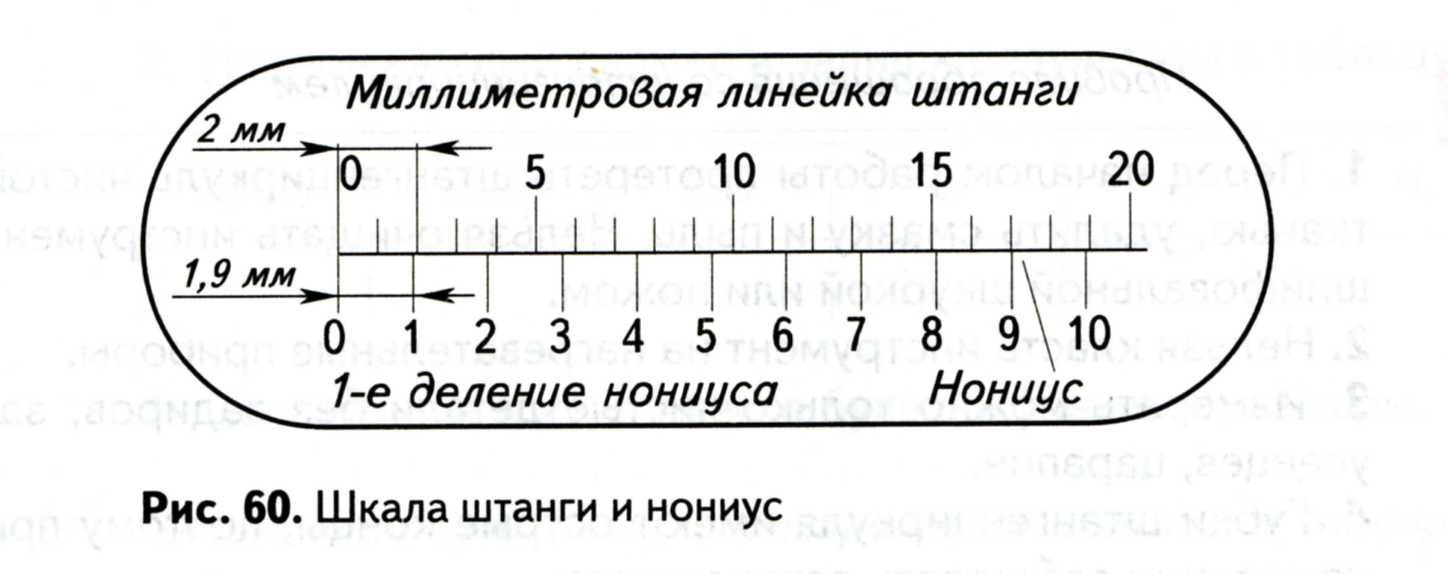 Миллиметровая линейка штанги
2 мм
0 5 10 15 20
1,9 мм
0 1 2 3 4 5 6 7 8 9 10
1-е деление нониуса Нониус
Рис. 60. Шкала штанги и нониус